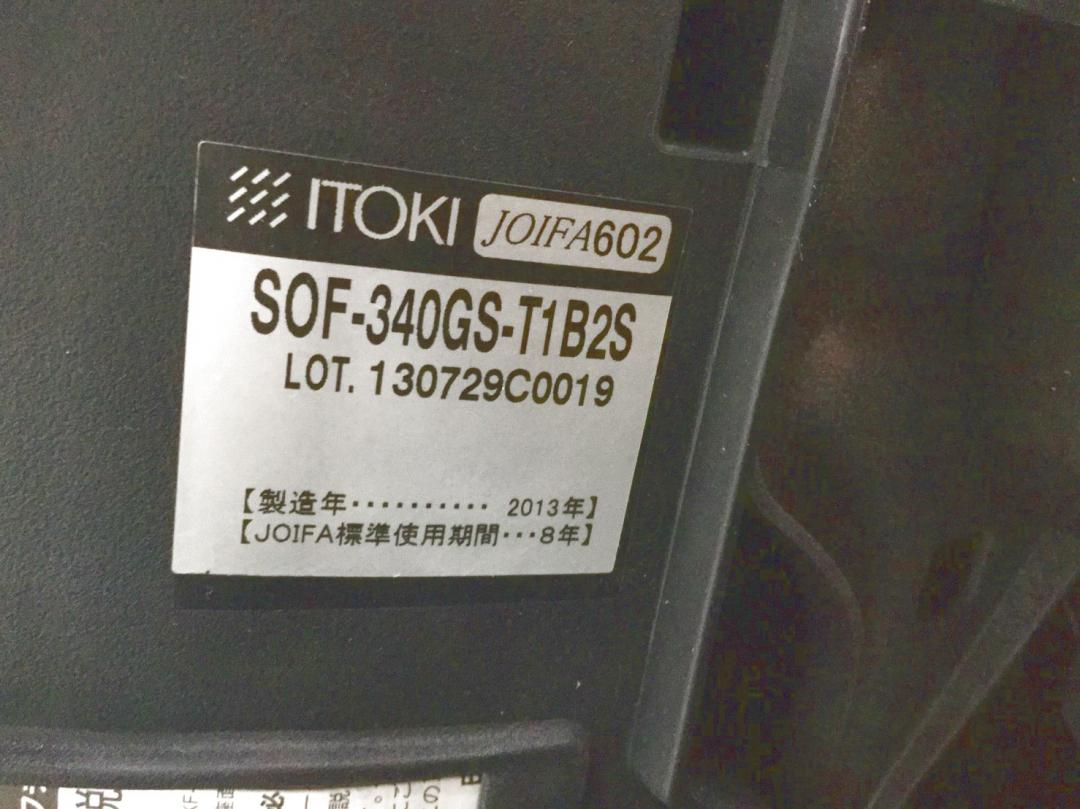 ITOKI JOIFA602
SOF-340GS-T1B2S
LOT. 130729C0019
【製造年・・・・・・・・・・・ 2013年】
【JOIFA標準使用期間・・・8年】